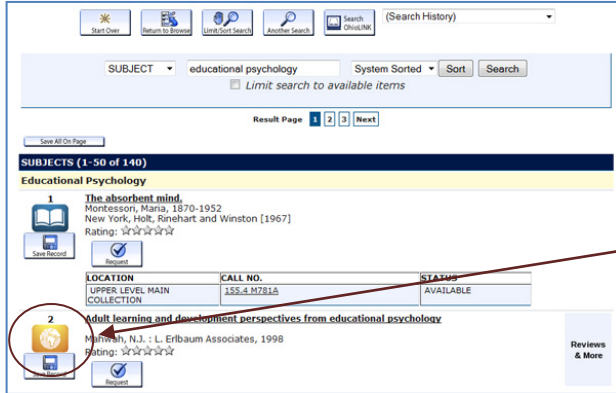 Start Over Return to Browse Limit/Sort Search Another Search Search OhioLINK (Search History)
SUBJECT educational psychology System Sorted Sort Search
Limit search to available items
Result Page 1 2 3 Next
Save All On Page
SUBJECTS (1-50 of 140)
Educational Psychology
1 The absorbent mind.
Montessori, Maria, 1870-1952
New York, Holt, Rinehart and Winston [1967]
Rating:
Save Record Request
LOCATION CALL NO. STATUS
UPPER LEVEL MAIN COLLECTION 155.4 M781A AVAILABLE
2 Adult learning and development perspectives from educational psychology
Mahwah, N.J. : L. Erlbaum Associates, 1998
Rating:
Save Record Request
Reviews
& More